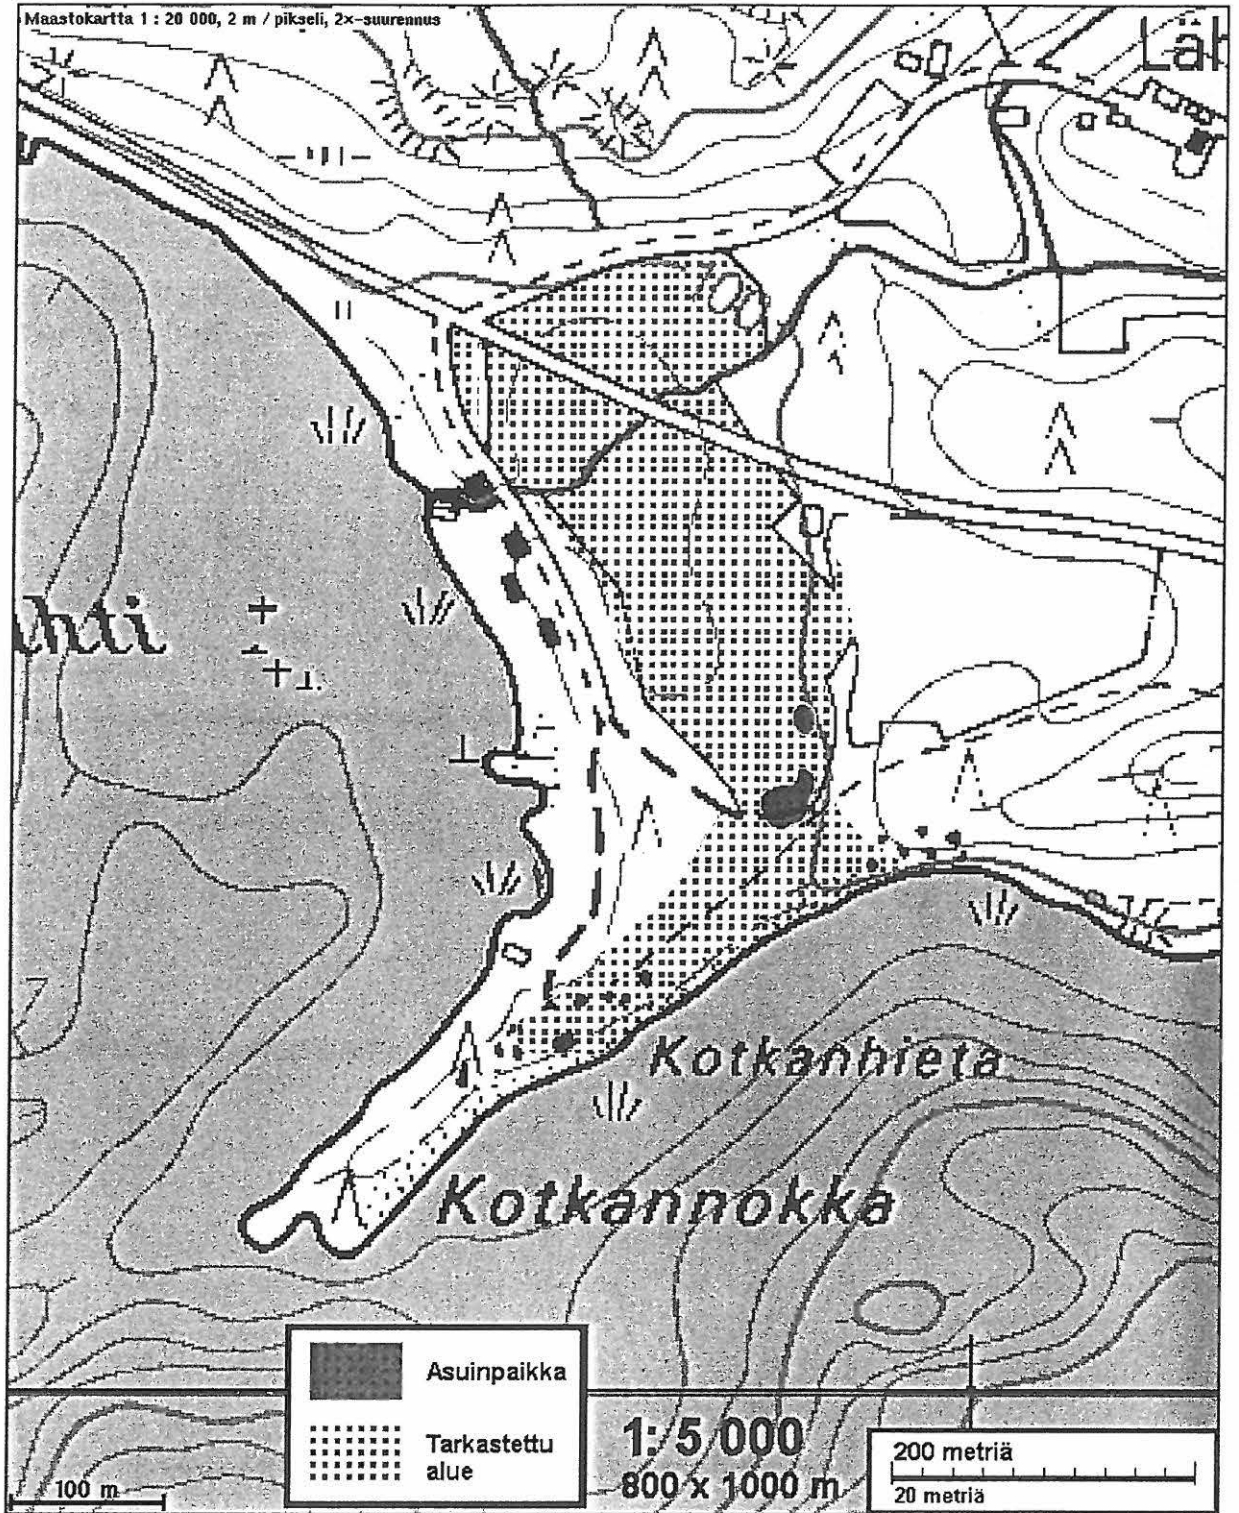 Maastokartta 1 : 20 000, 2 m / pikseli, 2×-suurennus
Läh
ahti
Kotkanhieta
Kotkannokka
Asuinpaikka
Tarkastettu
alue
1: 5 000
800 x 1000 m
200 metriä
20 metriä
100 m